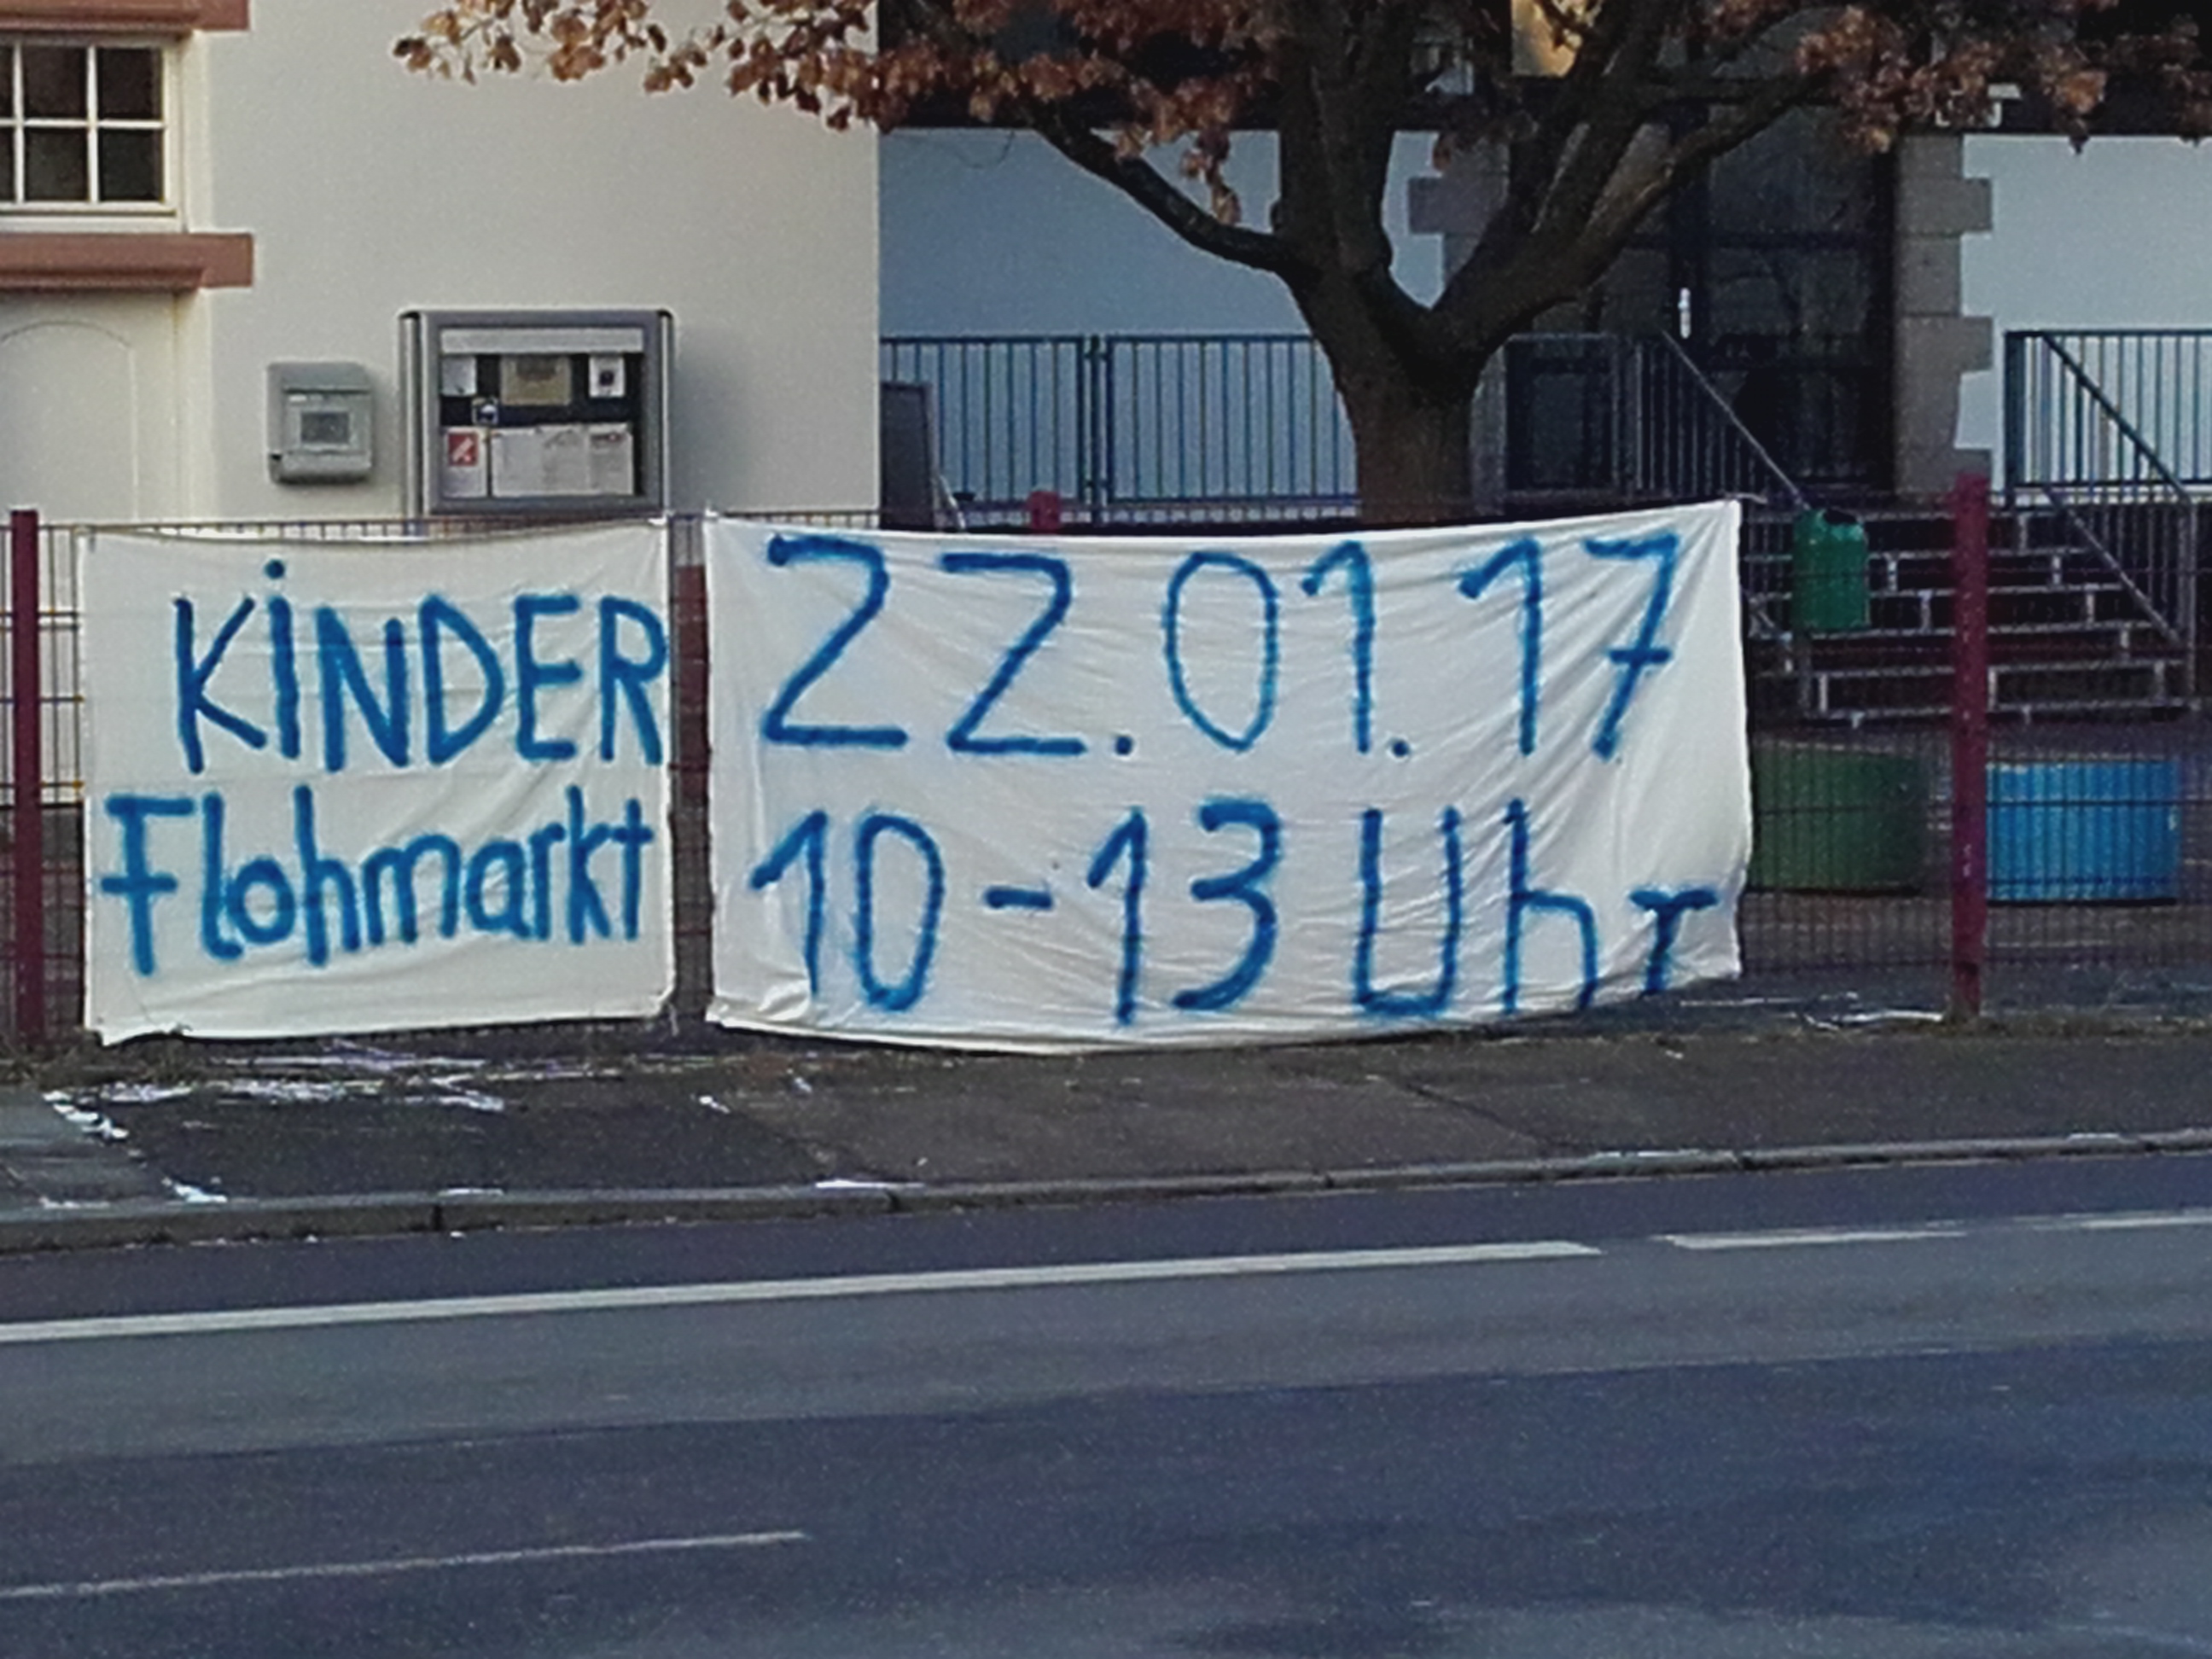 KiNDER
Flohmarkt
22.01.17
10-13 Uhr